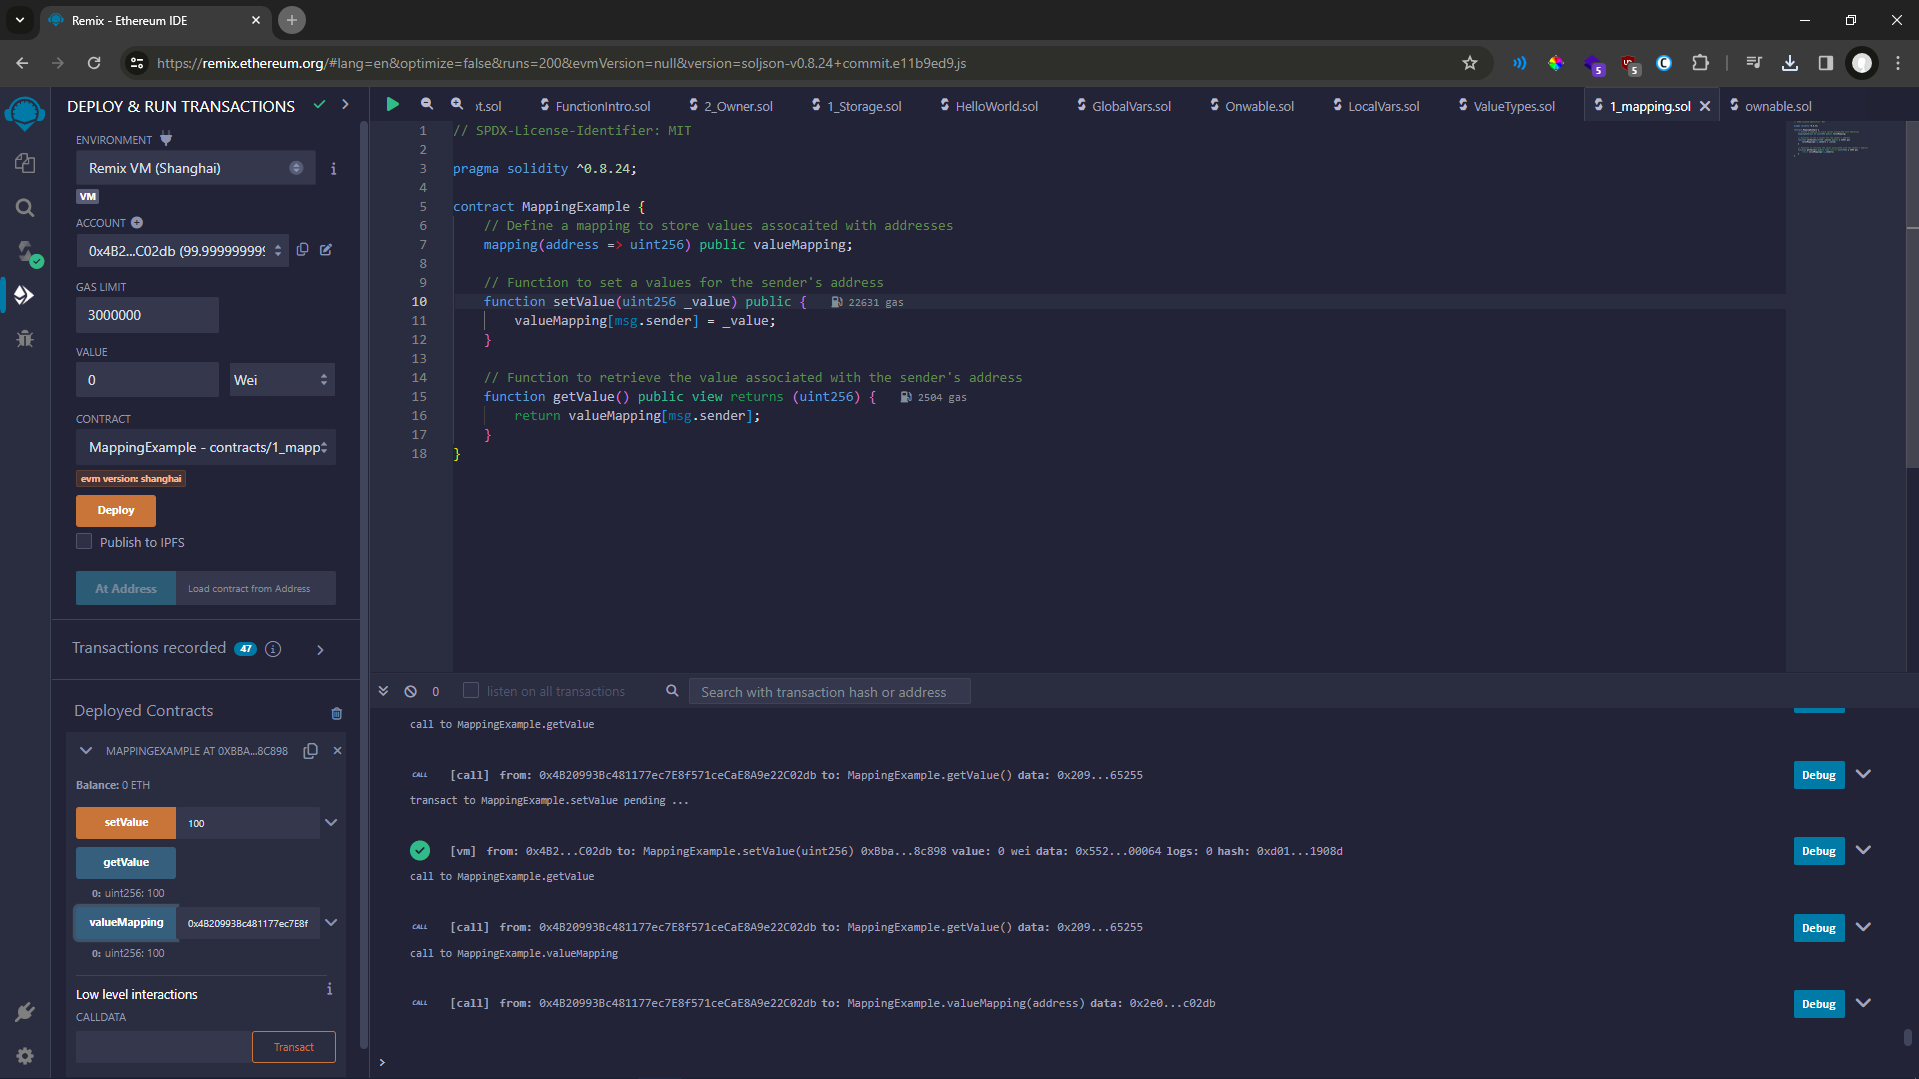 Remix - Ethereum IDE
https://remix.ethereum.org/#lang=en&optimize=false&runs=200&evmVersion=null&version=soljson-v0.8.24+commit.e11b9ed9.js
5
5
DEPLOY & RUN TRANSACTIONS
ENVIRONMENT
Remix VM (Shanghai)
VM
ACCOUNT
0x4B2...C02db (99.999999999
GAS LIMIT
3000000
VALUE
0
Wei
CONTRACT
MappingExample - contracts/1_mapp
evm version: shanghai
Deploy
Publish to IPFS
At Address
Load contract from Address
Transactions recorded 47
Deployed Contracts
MAPPINGEXAMPLE AT 0XBBA...8C898
Balance: 0 ETH
setValue
100
getValue
0: uint256: 100
valueMapping
0x4B20993Bc481177ec7E8f
0: uint256: 100
Low level interactions
CALLDATA
Transact
ot.sol
FunctionIntro.sol
2_Owner.sol
1_Storage.sol
HelloWorld.sol
GlobalVars.sol
Onwable.sol
LocalVars.sol
ValueTypes.sol
1_mapping.sol
ownable.sol
1 // SPDX-License-Identifier: MIT
2
3 pragma solidity ^0.8.24;
4
5 contract MappingExample {
6 // Define a mapping to store values assocaited with addresses
7 mapping(address => uint256) public valueMapping;
8
9 // Function to set a values for the sender's address
10 function setValue(uint256 _value) public { 22631 gas
11 valueMapping[msg.sender] = _value;
12 }
13
14 // Function to retrieve the value associated with the sender's address
15 function getValue() public view returns (uint256) { 2504 gas
16 return valueMapping[msg.sender];
17 }
18 }
0
listen on all transactions
Search with transaction hash or address
call to MappingExample.getValue
CALL [call] from: 0x4B20993Bc481177ec7E8f571ceCaE8A9e22C02db to: MappingExample.getValue() data: 0x209...65255
Debug
transact to MappingExample.setValue pending ...
[vm] from: 0x4B2...C02db to: MappingExample.setValue(uint256) 0xBba...8c898 value: 0 wei data: 0x552...00064 logs: 0 hash: 0xd01...1908d
Debug
call to MappingExample.getValue
CALL [call] from: 0x4B20993Bc481177ec7E8f571ceCaE8A9e22C02db to: MappingExample.getValue() data: 0x209...65255
Debug
call to MappingExample.valueMapping
CALL [call] from: 0x4B20993Bc481177ec7E8f571ceCaE8A9e22C02db to: MappingExample.valueMapping(address) data: 0x2e0...c02db
Debug
>